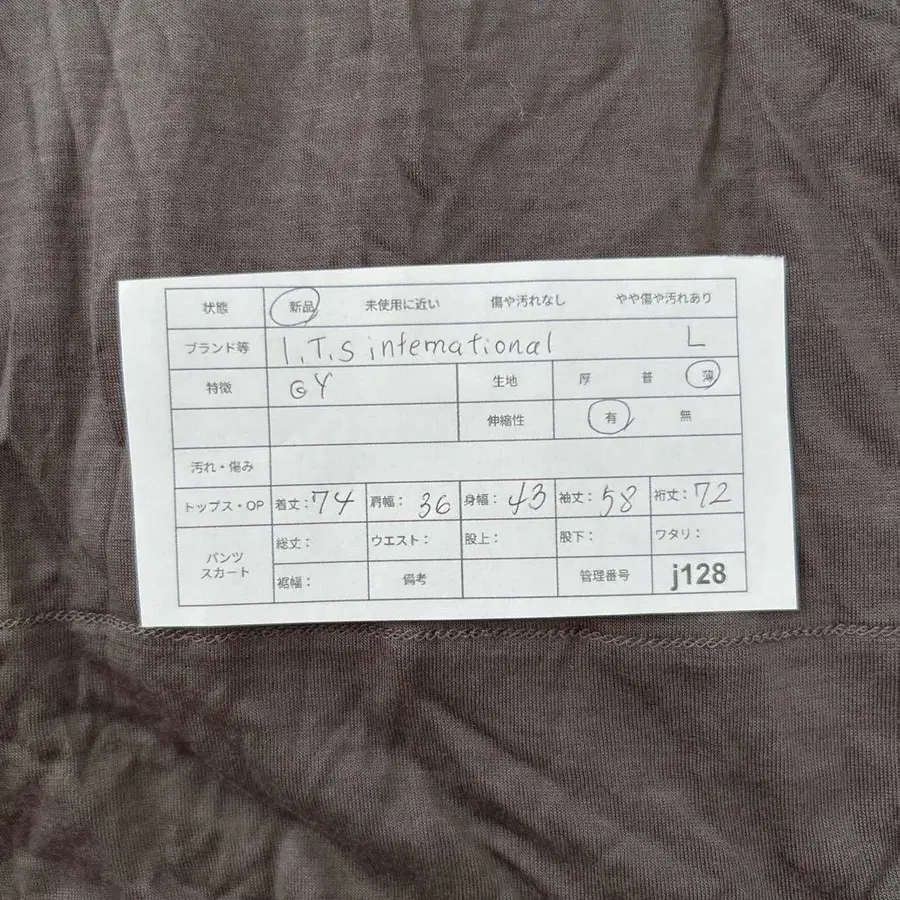 状態 新品 未使用に近い 傷や汚れなし やや傷や汚れあり
ブランド等 I.T.S international L
特徴 GY 生地 厚 普 薄
伸縮性 有 無
汚れ・傷み
トップス・OP 着丈：74 肩幅：36 身幅：43 袖丈：58 裄丈：72
パンツ 総丈： ウエスト： 股上： 股下： ワタリ：
スカート 裾幅： 備考 管理番号 j128